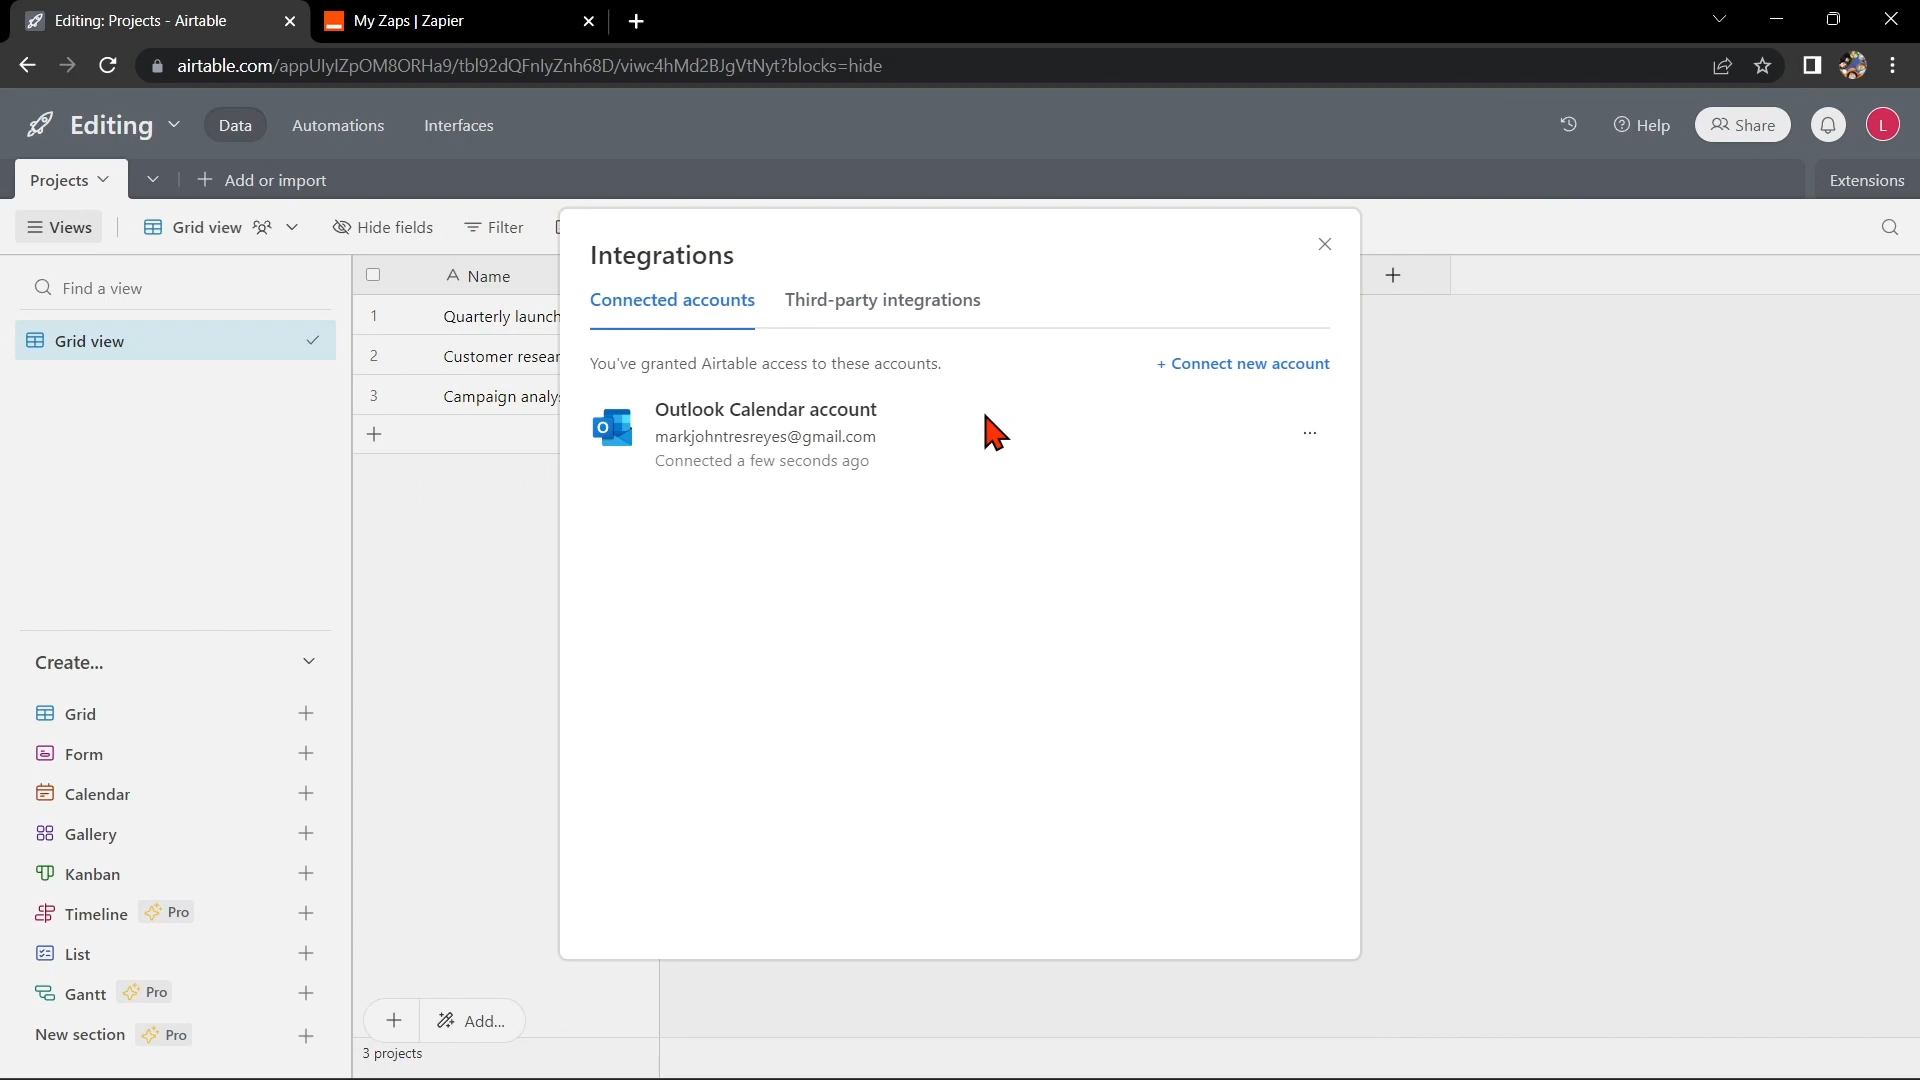 Editing: Projects - Airtable
My Zaps | Zapier
airtable.com/appUlyIZpOM8ORHa9/tbl92dQFnlyZnh68D/viwc4hMd2BJgVtNyt?blocks=hide
Editing
Data
Automations
Interfaces
Help
Share
L
Projects
Add or import
Extensions
Views
Grid view
Hide fields
Filter
Find a view
Grid view
A Name
1 Quarterly launch
2 Customer resear
3 Campaign analys
Integrations
Connected accounts
Third-party integrations
You've granted Airtable access to these accounts.
+ Connect new account
Outlook Calendar account
markjohntresreyes@gmail.com
Connected a few seconds ago
Create...
Grid
Form
Calendar
Gallery
Kanban
Timeline Pro
List
Gantt Pro
New section Pro
Add...
3 projects